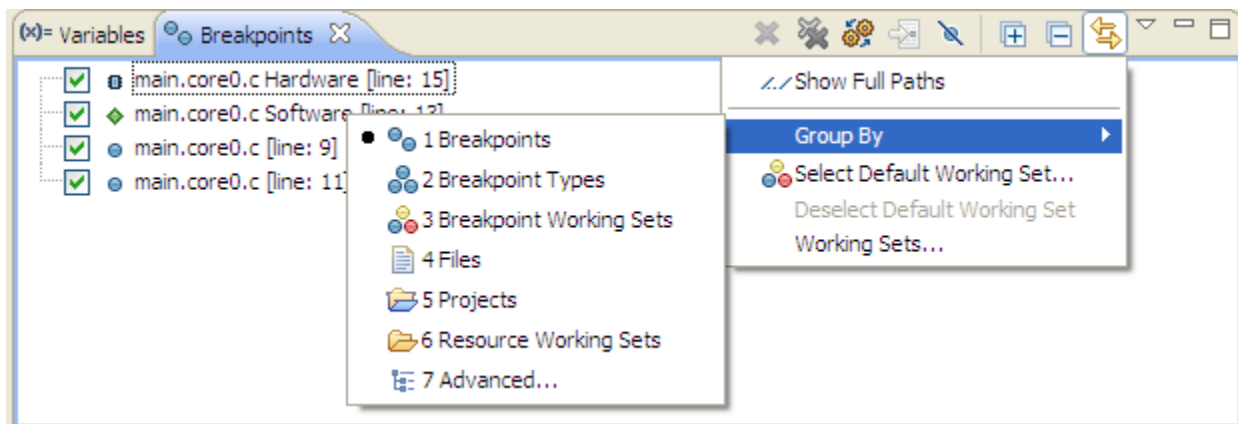 (x)= Variables Breakpoints
main.core0.c Hardware [line: 15]
main.core0.c Software [line: 13]
main.core0.c [line: 9]
main.core0.c [line: 11]
1 Breakpoints
2 Breakpoint Types
3 Breakpoint Working Sets
4 Files
5 Projects
6 Resource Working Sets
7 Advanced...
Show Full Paths
Group By
Select Default Working Set...
Deselect Default Working Set
Working Sets...